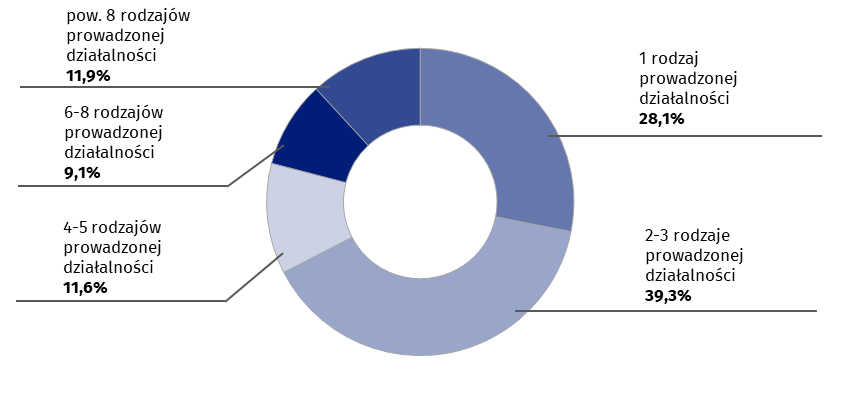 pow. 8 rodzajów
prowadzonej
działalności
11,9%
6-8 rodzajów
prowadzonej
działalności
9,1%
4-5 rodzajów
prowadzonej
działalności
11,6%
1 rodzaj
prowadzonej
działalności
28,1%
2-3 rodzaje
prowadzonej
działalności
39,3%